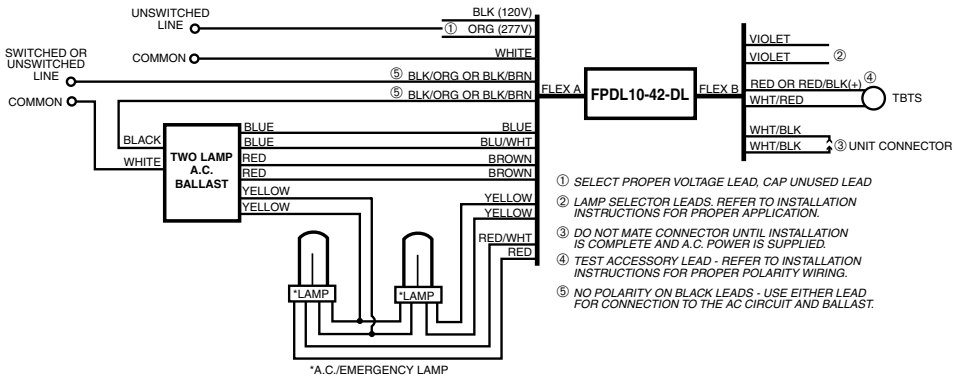 UNSWITCHED
LINE
BLK (120V)
① ORG (277V)
COMMON
WHITE
SWITCHED OR
UNSWITCHED
LINE
⑤ BLK/ORG OR BLK/BRN
COMMON
⑤ BLK/ORG OR BLK/BRN
BLACK
WHITE
TWO LAMP
A.C.
BALLAST
BLUE
BLUE
RED
RED
YELLOW
YELLOW
BLUE
BLU/WHT
BROWN
BROWN
YELLOW
YELLOW
RED/WHT
RED
*LAMP
*LAMP
*A.C./EMERGENCY LAMP
FLEX A
FPDL10-42-DL
FLEX B
VIOLET
VIOLET
②
RED OR RED/BLK(+) ④
WHT/RED
TBTS
WHT/BLK
WHT/BLK
③ UNIT CONNECTOR
① SELECT PROPER VOLTAGE LEAD, CAP UNUSED LEAD
② LAMP SELECTOR LEADS. REFER TO INSTALLATION
INSTRUCTIONS FOR PROPER APPLICATION.
③ DO NOT MATE CONNECTOR UNTIL INSTALLATION
IS COMPLETE AND A.C. POWER IS SUPPLIED.
④ TEST ACCESSORY LEAD - REFER TO INSTALLATION
INSTRUCTIONS FOR PROPER POLARITY WIRING.
⑤ NO POLARITY ON BLACK LEADS - USE EITHER LEAD
FOR CONNECTION TO THE AC CIRCUIT AND BALLAST.